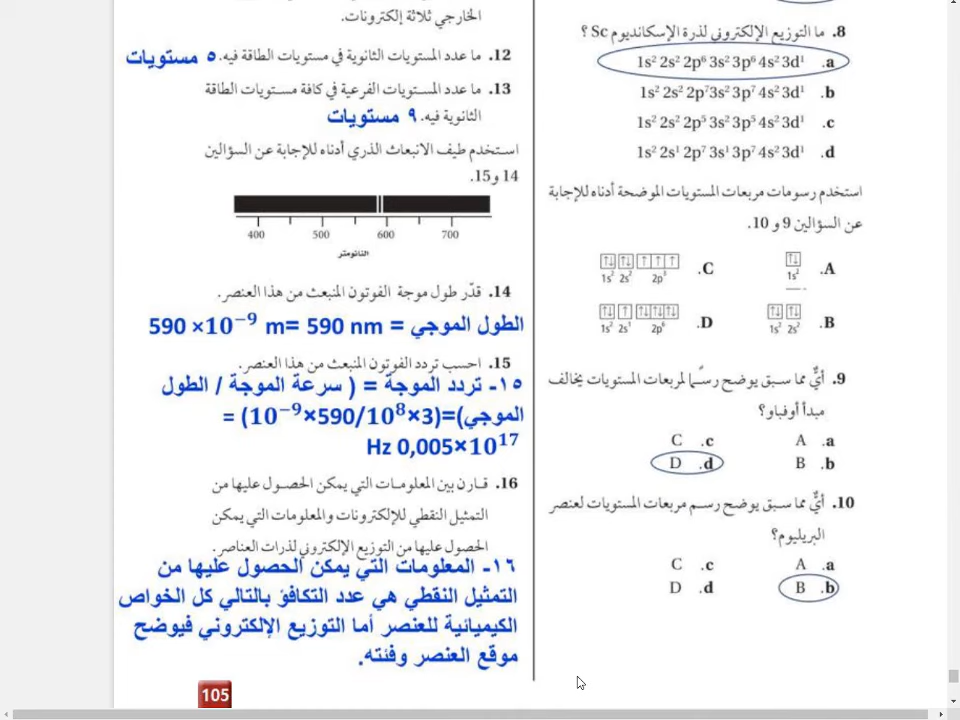 8. ما التوزيع الإلكتروني لذرة الإسكانديوم Sc ؟
a. 1s² 2s² 2p⁶ 3s² 3p⁶ 4s² 3d¹
b. 1s² 2s² 2p⁷ 3s² 3p⁷ 4s² 3d¹
c. 1s² 2s² 2p⁵ 3s² 3p⁵ 4s² 3d¹
d. 1s² 2s¹ 2p⁷ 3s¹ 3p⁷ 4s² 3d¹
استخدم رسومات مربعات المستويات الموضحة أدناه للإجابة
عن السؤالين 9 و 10.
A. ↑↓ 1s²
C. ↑↓ ↑↓ ↑ ↑ ↑ 1s² 2s² 2p³
B. ↑↓ ↑↓ 1s² 2s²
D. ↑↓ ↑ ↑↓ ↑↓ ↑↓ 1s² 2s¹ 2p⁶
9. أيٌّ مما سبق يوضح رسمًا لمربعات المستويات يخالف
مبدأ أوفباو؟
a. A c. C
b. B d. D
10. أيٌّ مما سبق يوضح رسم مربعات المستويات لعنصر
البريليوم؟
a. A c. C
b. B d. D
الخارجي ثلاثة إلكترونات.
12. ما عدد المستويات الثانوية في مستويات الطاقة فيه. ٥ مستويات
13. ما عدد المستويات الفرعية في كافة مستويات الطاقة
الثانوية فيه. ٩ مستويات
استخدم طيف الانبعاث الذري أدناه للإجابة عن السؤالين
14 و15.
400 500 600 700
النانومتر
14. قدّر طول موجة الفوتون المنبعث من هذا العنصر.
الطول الموجي = 590 ×10⁻⁹ m= 590 nm
15. احسب تردد الفوتون المنبعث من هذا العنصر.
١٥- تردد الموجة = ( سرعة الموجة / الطول
الموجي)=(3×10⁸/590×10⁻⁹) =
Hz 0,005×10¹⁷
16. قارن بين المعلومات التي يمكن الحصول عليها من
التمثيل النقطي للإلكترونات والمعلومات التي يمكن
الحصول عليها من التوزيع الإلكتروني لذرات العناصر.
١٦- المعلومات التي يمكن الحصول عليها من
التمثيل النقطي هي عدد التكافؤ بالتالي كل الخواص
الكيميائية للعنصر أما التوزيع الإلكتروني فيوضح
موقع العنصر وفئته.
105